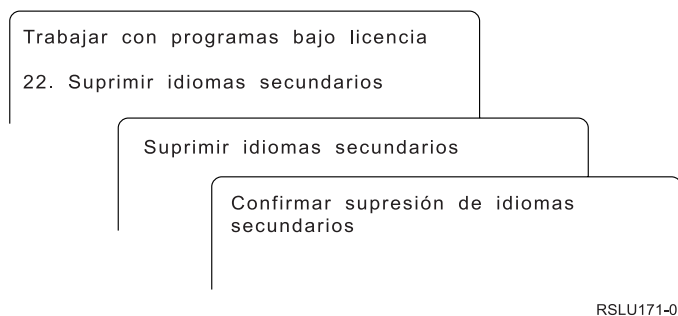 Trabajar con programas bajo licencia
22. Suprimir idiomas secundarios
Suprimir idiomas secundarios
Confirmar supresión de idiomas
secundarios
RSLU171-0